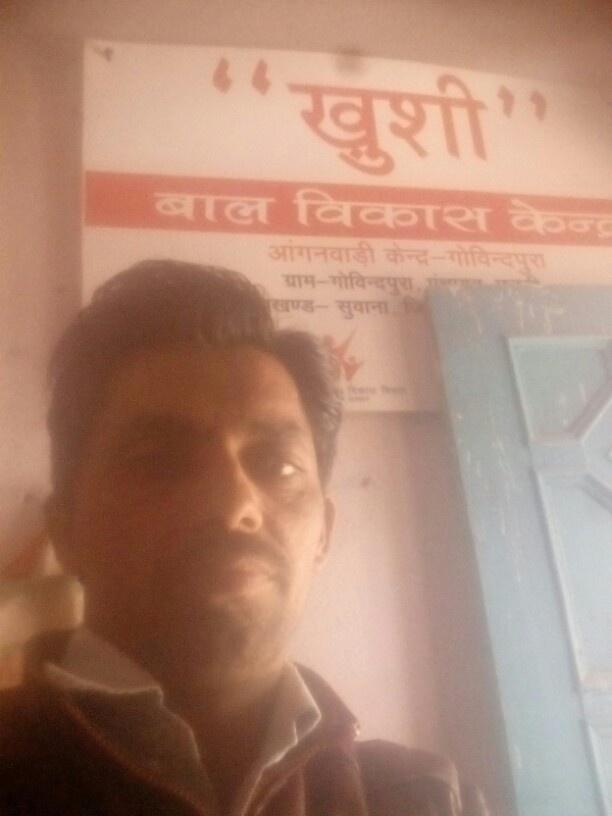 “ खुशी ”
बाल विकास केन्द्र
आंगनवाड़ी केन्द्र–गोविन्दपुरा
ग्राम–गोविन्दपुरा,
खण्ड– सुवाना,
विकास विभाग